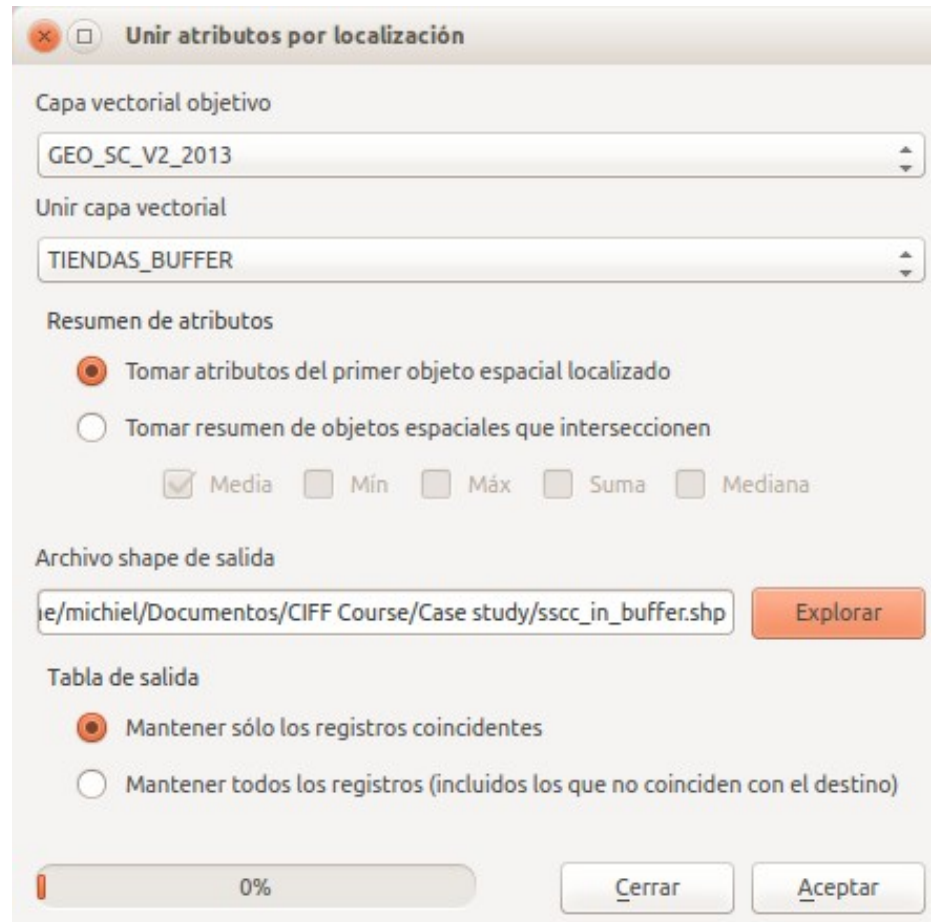 Unir atributos por localización
Capa vectorial objetivo
GEO_SC_V2_2013
Unir capa vectorial
TIENDAS_BUFFER
Resumen de atributos
Tomar atributos del primer objeto espacial localizado
Tomar resumen de objetos espaciales que interseccionen
Media Mín Máx Suma Mediana
Archivo shape de salida
ne/michiel/Documentos/CIFF Course/Case study/sscc_in_buffer.shp Explorar
Tabla de salida
Mantener sólo los registros coincidentes
Mantener todos los registros (incluidos los que no coinciden con el destino)
0% Cerrar Aceptar